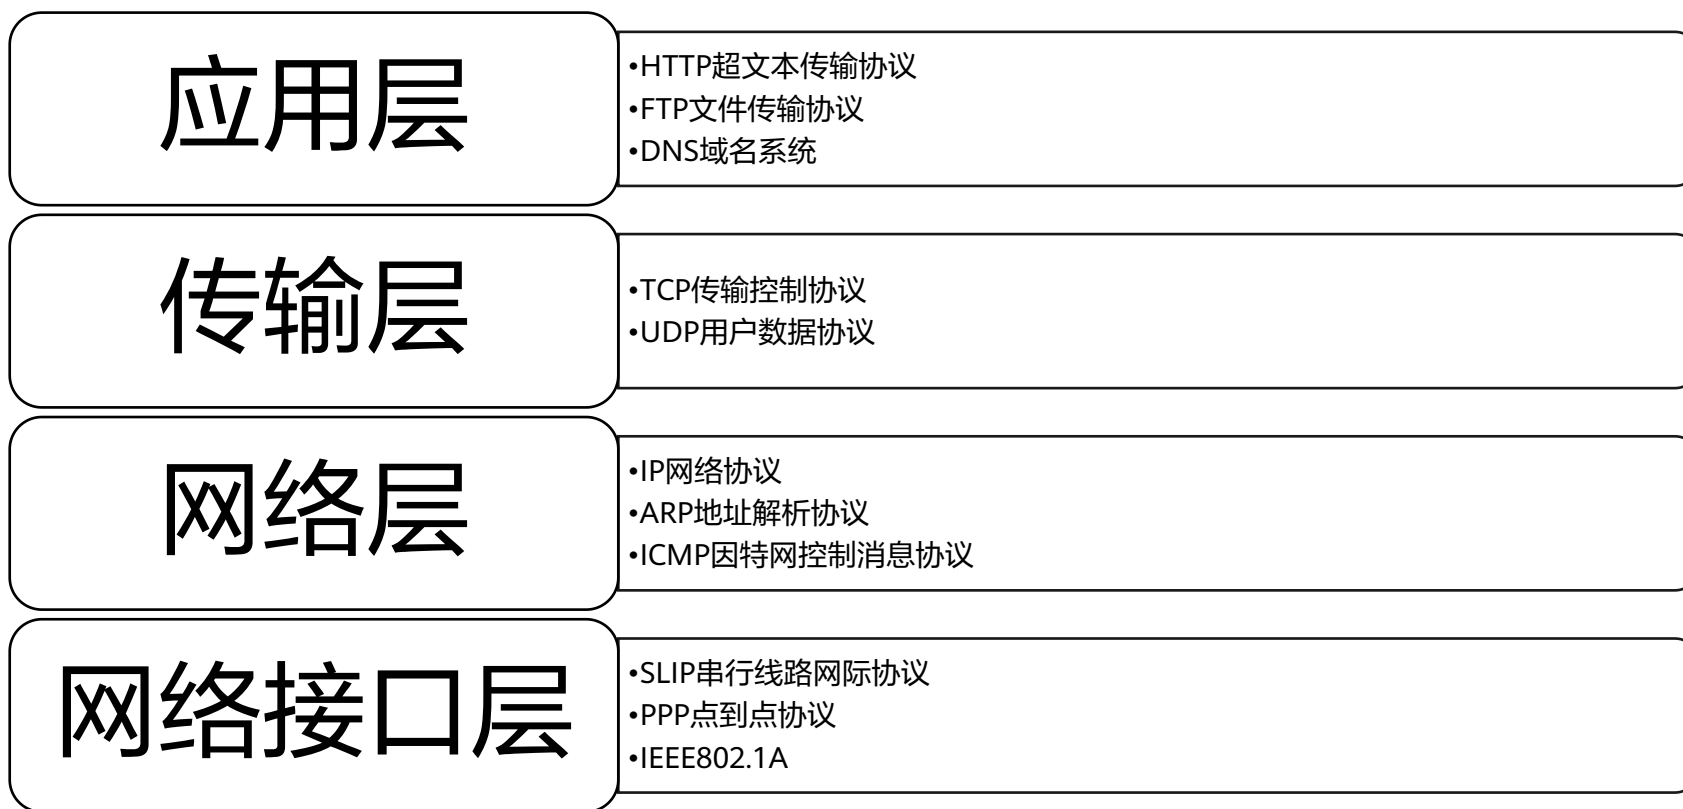 应用层
•HTTP超文本传输协议
•FTP文件传输协议
•DNS域名系统
传输层
•TCP传输控制协议
•UDP用户数据协议
网络层
•IP网络协议
•ARP地址解析协议
•ICMP因特网控制消息协议
网络接口层
•SLIP串行线路网际协议
•PPP点到点协议
•IEEE802.1A